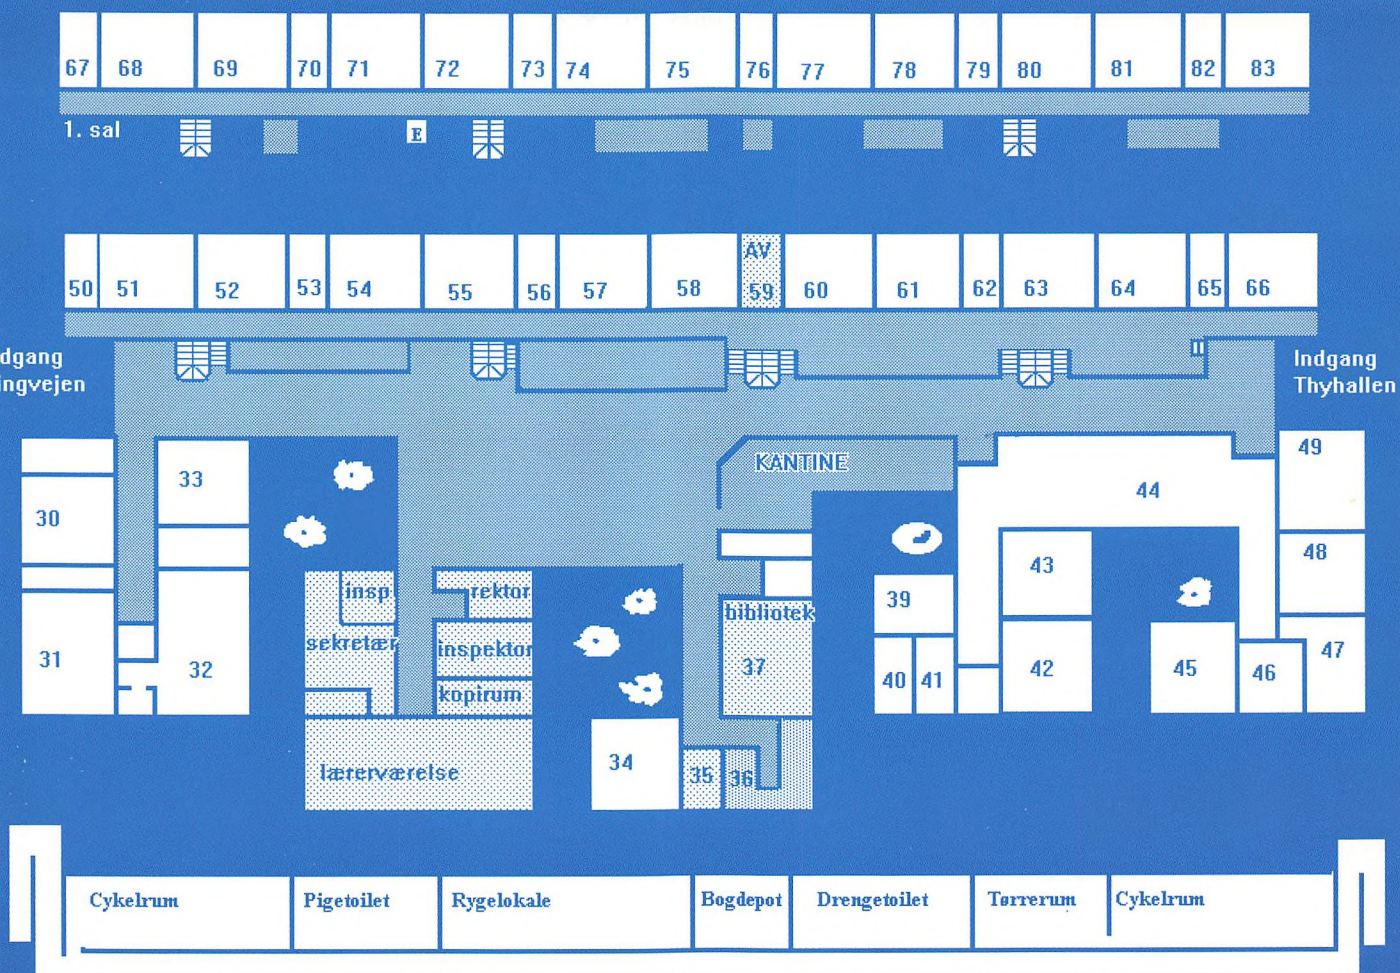 67 68 69 70 71 72 73 74 75 76 77 78 79 80 81 82 83
1. sal
E
AV
50 51 52 53 54 55 56 57 58 59 60 61 62 63 64 65 66
dgang
ingvejen
Indgang
Thyhallen
KANTINE
33
30
31
32
insp
sekretær
rektor
inspektor
kopirum
lærerværelse
34
35
36
bibliotek
37
39
40
41
44
43
42
45
46
49
48
47
Cykelrum
Pigetoilet
Rygelokale
Bogdepot
Drengetoilet
Tørrerum
Cykelrum